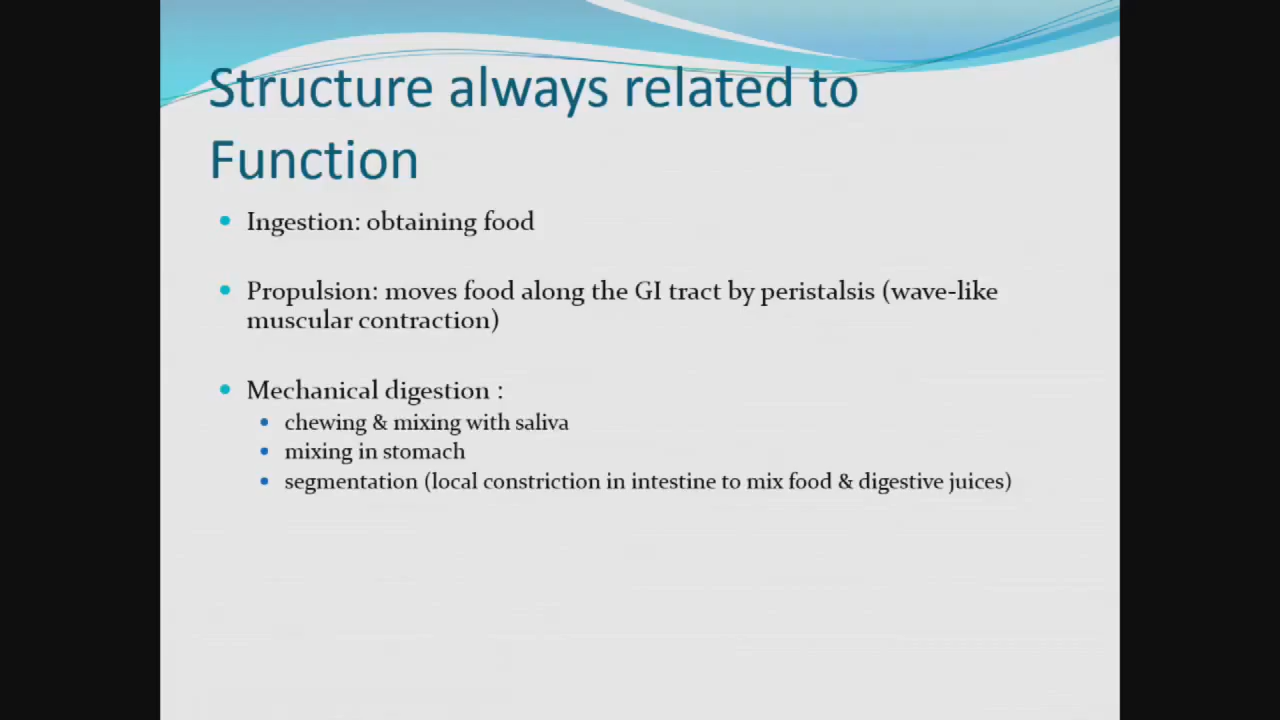 Structure always related to
Function
• Ingestion: obtaining food
• Propulsion: moves food along the GI tract by peristalsis (wave-like
muscular contraction)
• Mechanical digestion :
• chewing & mixing with saliva
• mixing in stomach
• segmentation (local constriction in intestine to mix food & digestive juices)